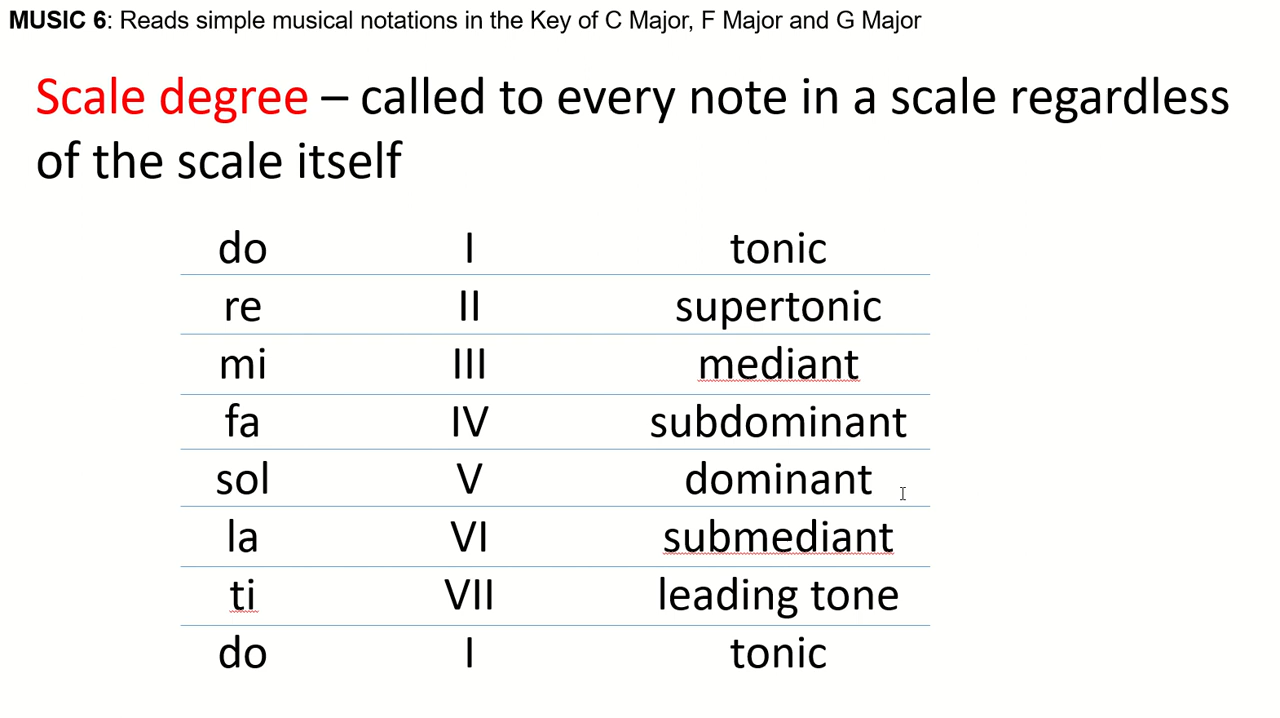 MUSIC 6: Reads simple musical notations in the Key of C Major, F Major and G Major
Scale degree – called to every note in a scale regardless
of the scale itself
do I tonic
re II supertonic
mi III mediant
fa IV subdominant
sol V dominant
la VI submediant
ti VII leading tone
do I tonic